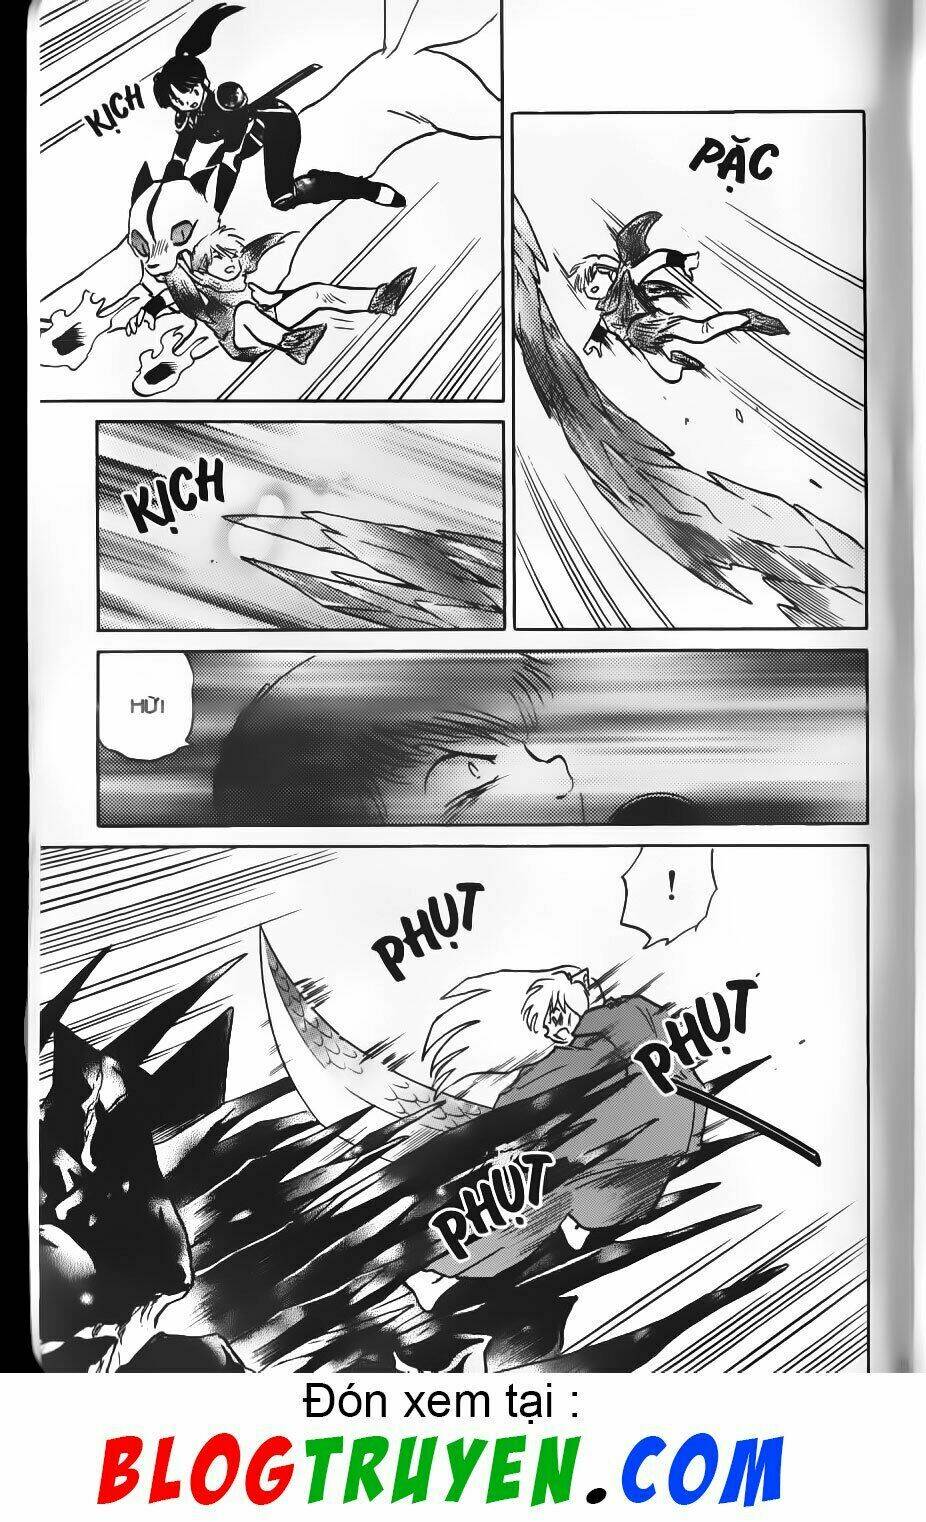 KỊCH
PẶC
KỊCH
HỪ!
!
PHỤT
PHỤT
PHỤT
Đón xem tại :
BLOGTRUYEN.COM